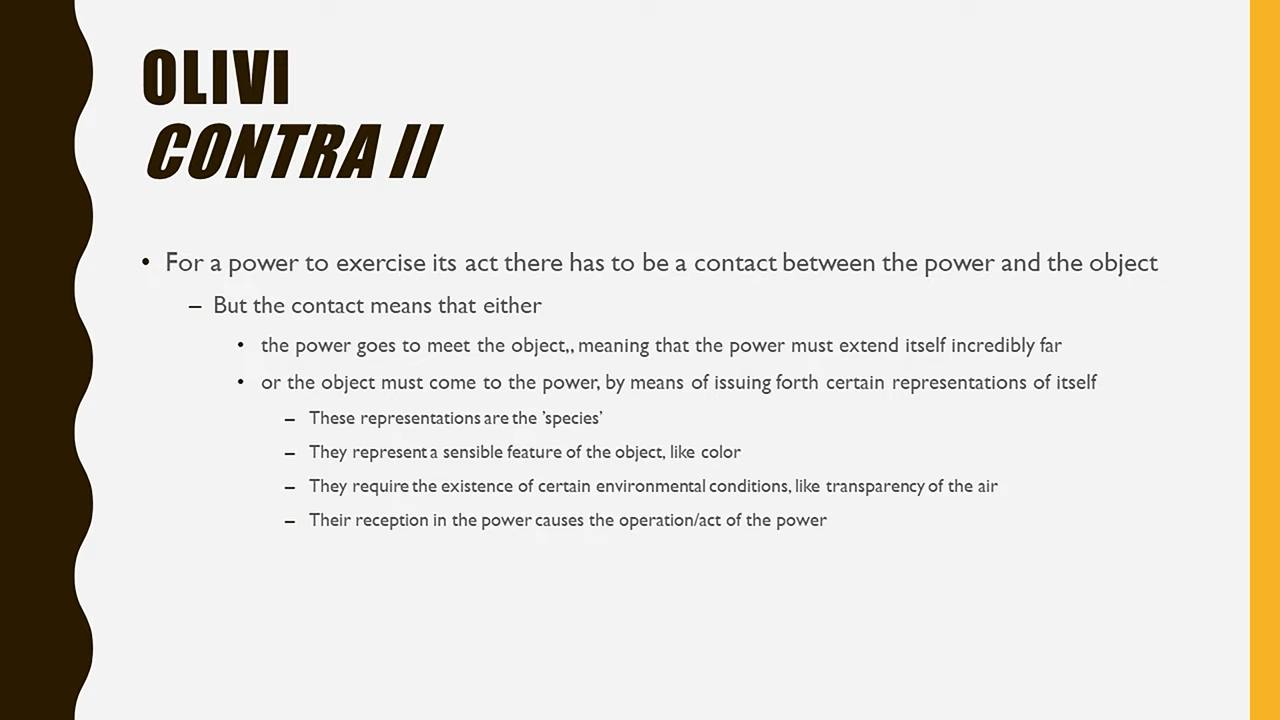 OLIVI
CONTRA II
• For a power to exercise its act there has to be a contact between the power and the object
– But the contact means that either
• the power goes to meet the object,, meaning that the power must extend itself incredibly far
• or the object must come to the power, by means of issuing forth certain representations of itself
– These representations are the ’species’
– They represent a sensible feature of the object, like color
– They require the existence of certain environmental conditions, like transparency of the air
– Their reception in the power causes the operation/act of the power